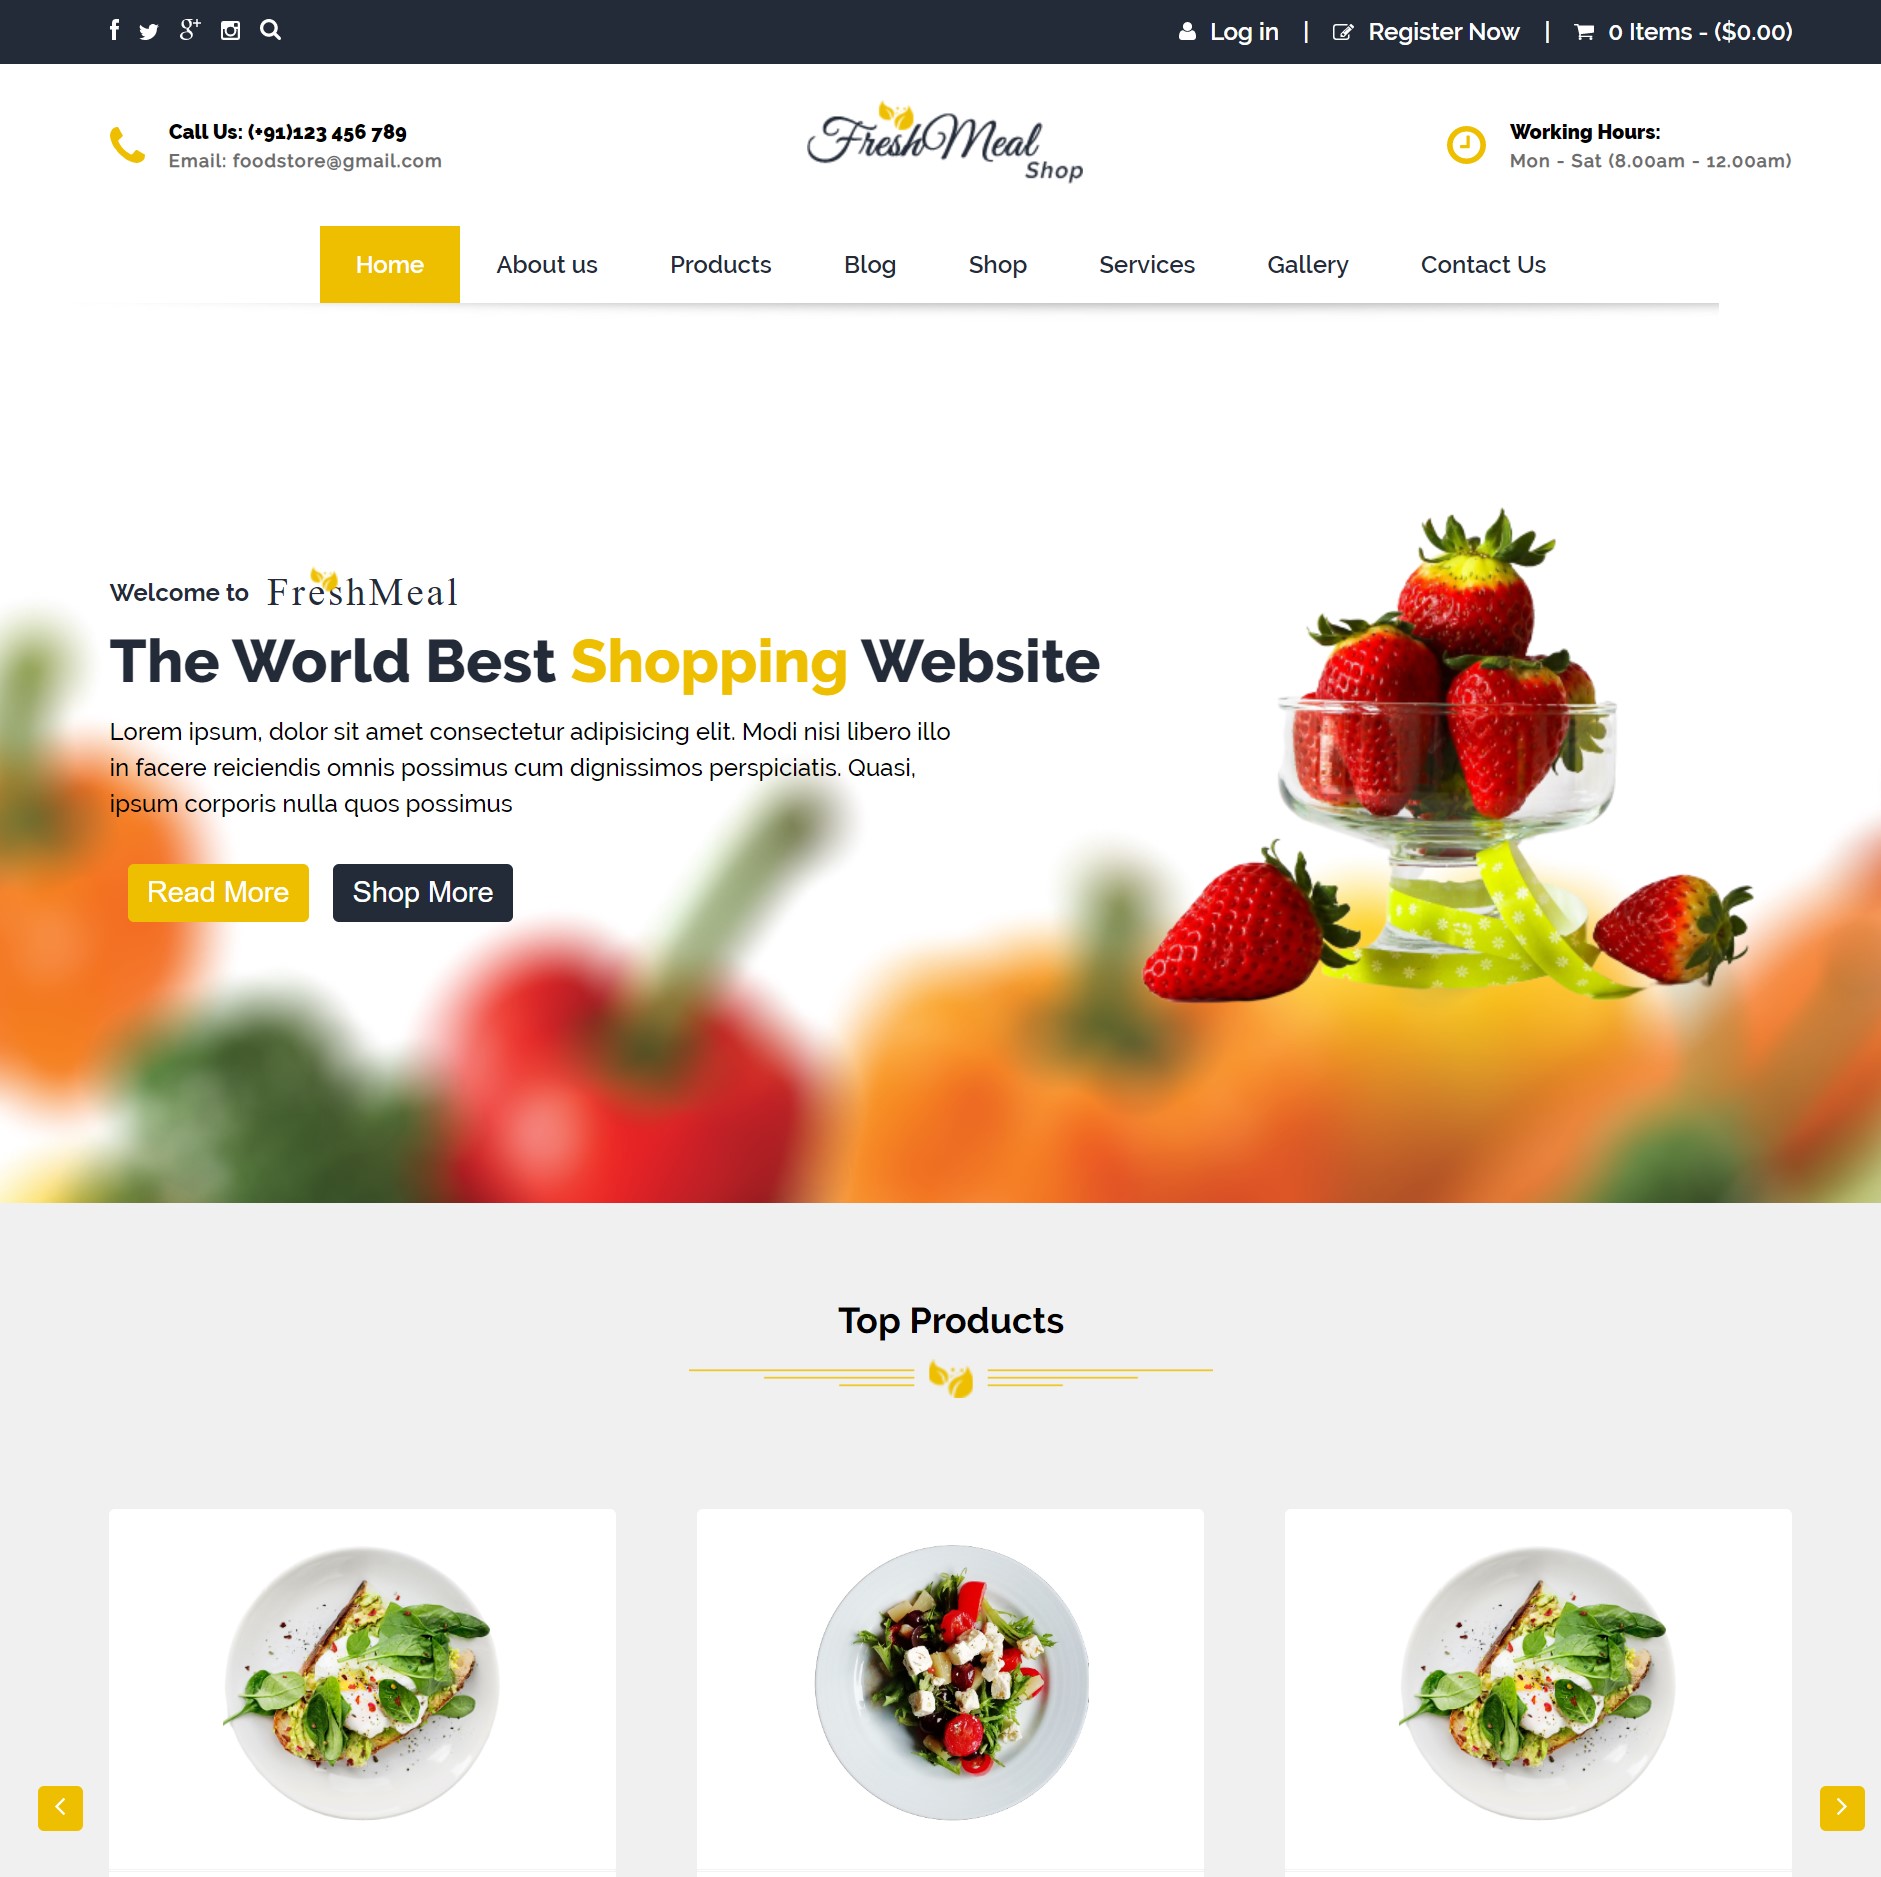 Log in | Register Now | 0 Items - ($0.00)
Call Us: (+91)123 456 789
Email: foodstore@gmail.com
FreshMeal
Shop
Working Hours:
Mon - Sat (8.00am - 12.00am)
Home About us Products Blog Shop Services Gallery Contact Us
Welcome to FreshMeal
The World Best Shopping Website
Lorem ipsum, dolor sit amet consectetur adipisicing elit. Modi nisi libero illo
in facere reiciendis omnis possimus cum dignissimos perspiciatis. Quasi,
ipsum corporis nulla quos possimus
Read More Shop More
Top Products